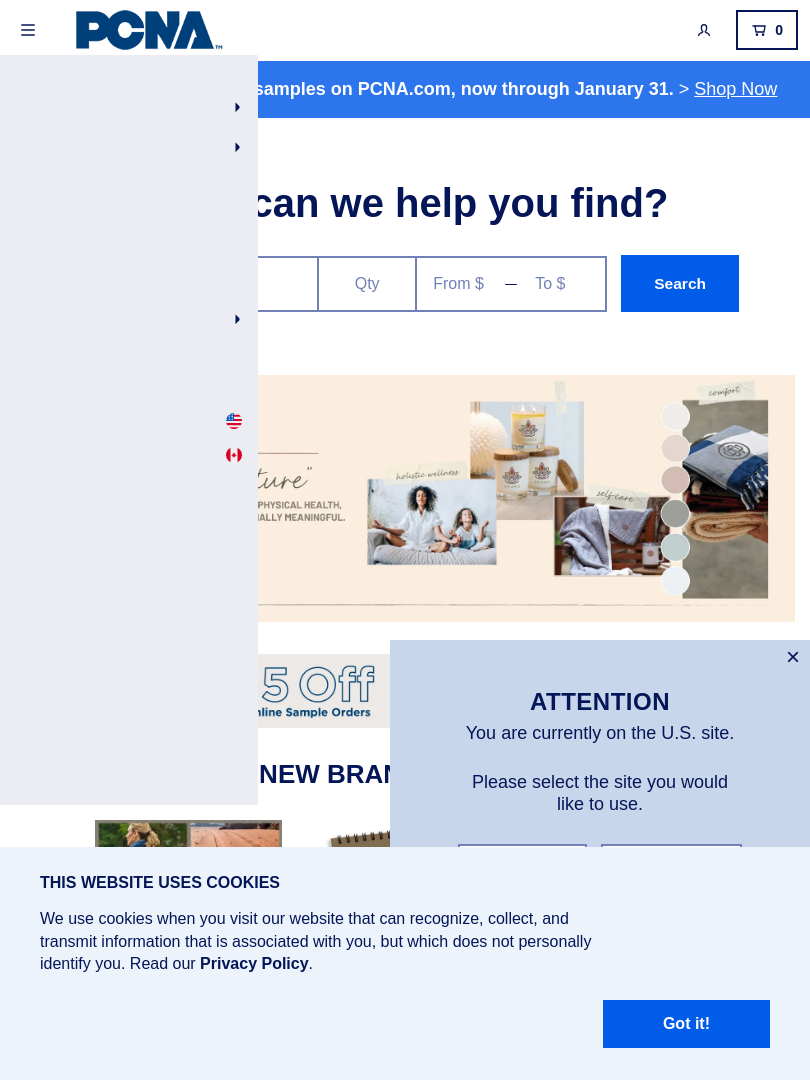 PCNA™
0
samples on PCNA.com, now through January 31. > Shop Now
can we help you find?
Qty
From $ — To $
Search
comfort
holistic wellness
self care
PHYSICAL HEALTH,
5 Off
nline Sample Orders
NEW BRAN
ATTENTION
You are currently on the U.S. site.
Please select the site you would
like to use.
THIS WEBSITE USES COOKIES
We use cookies when you visit our website that can recognize, collect, and
transmit information that is associated with you, but which does not personally
identify you. Read our Privacy Policy.
Got it!